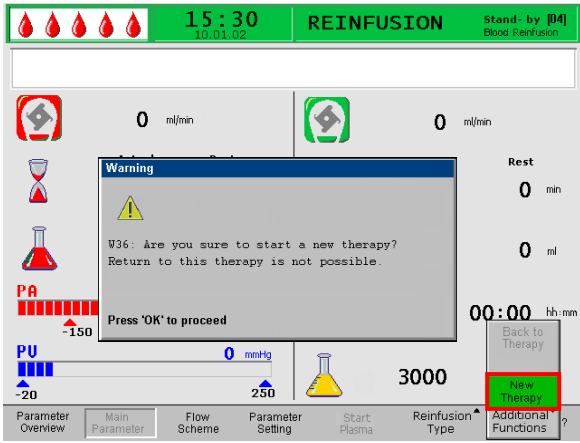 15:30
10.01.02
REINFUSION
Stand- by [04]
Blood Reinfusion
0 ml/min
0 ml/min
Rest
0 min
0 ml
00:00 hh:mm
Warning
W36: Are you sure to start a new therapy?
Return to this therapy is not possible.
Press 'OK' to proceed
PA
-150
PV
0 mmHg
-20
250
3000
Back to
Therapy
New
Therapy
Parameter
Overview
Main
Parameter
Flow
Scheme
Parameter
Setting
Start
Plasma
Reinfusion
Type
Additional
Functions
?